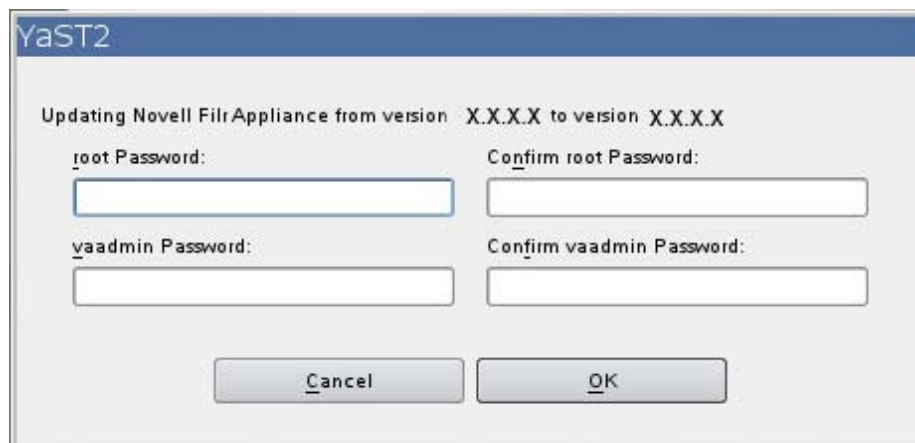 YaST2
Updating Novell Filr Appliance from version X.X.X.X to version X.X.X.X
root Password: Confirm root Password:
vaadmin Password: Confirm vaadmin Password:
Cancel OK